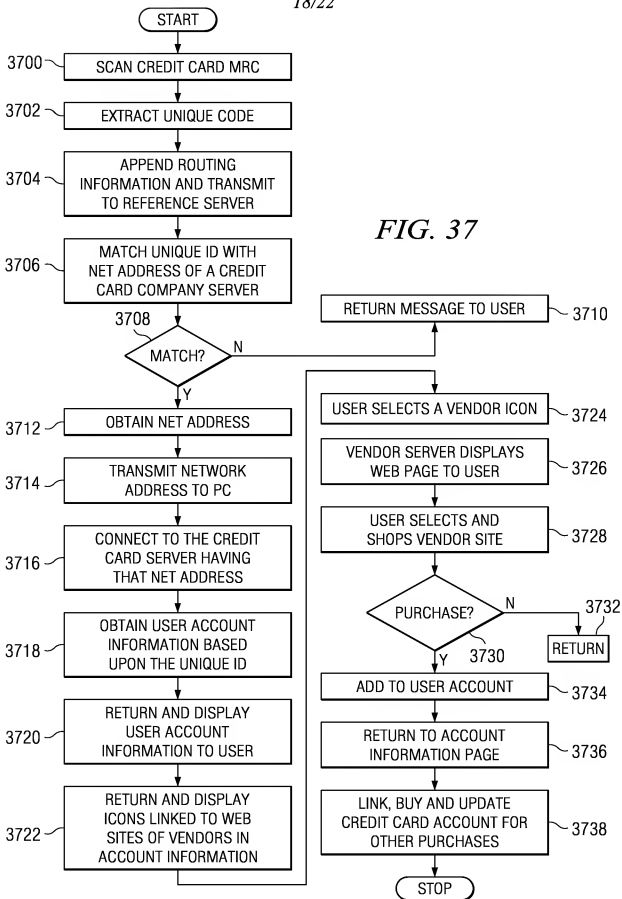 18/22
START
3700
SCAN CREDIT CARD MRC
3702
EXTRACT UNIQUE CODE
3704
APPEND ROUTING
INFORMATION AND TRANSMIT
TO REFERENCE SERVER
3706
MATCH UNIQUE ID WITH
NET ADDRESS OF A CREDIT
CARD COMPANY SERVER
3708
MATCH?
N
Y
RETURN MESSAGE TO USER
3710
3712
OBTAIN NET ADDRESS
3714
TRANSMIT NETWORK
ADDRESS TO PC
3716
CONNECT TO THE CREDIT
CARD SERVER HAVING
THAT NET ADDRESS
3718
OBTAIN USER ACCOUNT
INFORMATION BASED
UPON THE UNIQUE ID
3720
RETURN AND DISPLAY
USER ACCOUNT
INFORMATION TO USER
3722
RETURN AND DISPLAY
ICONS LINKED TO WEB
SITES OF VENDORS IN
ACCOUNT INFORMATION
FIG. 37
USER SELECTS A VENDOR ICON
3724
VENDOR SERVER DISPLAYS
WEB PAGE TO USER
3726
USER SELECTS AND
SHOPS VENDOR SITE
3728
PURCHASE?
N
3730
Y
3732
RETURN
ADD TO USER ACCOUNT
3734
RETURN TO ACCOUNT
INFORMATION PAGE
3736
LINK, BUY AND UPDATE
CREDIT CARD ACCOUNT FOR
OTHER PURCHASES
3738
STOP